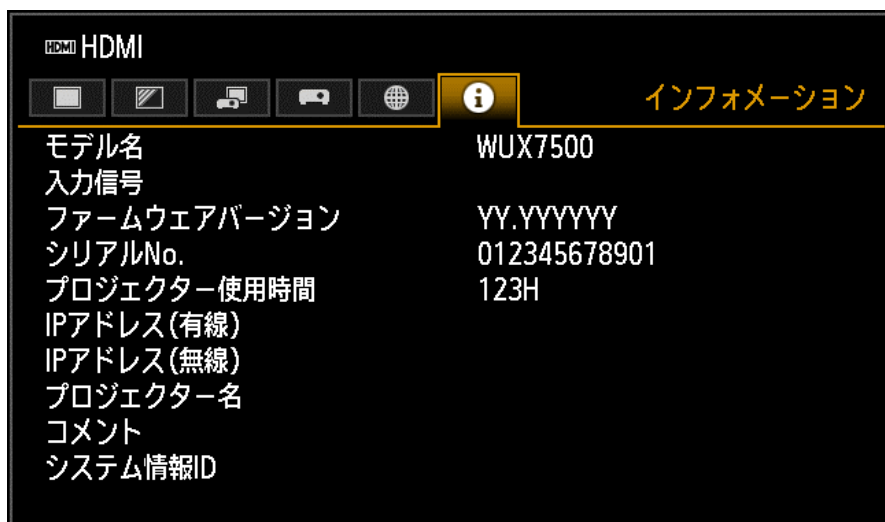 HDMI HDMI
インフォメーション
モデル名 WUX7500
入力信号
ファームウェアバージョン YY.YYYYYY
シリアルNo. 012345678901
プロジェクター使用時間 123H
IPアドレス(有線)
IPアドレス(無線)
プロジェクター名
コメント
システム情報ID